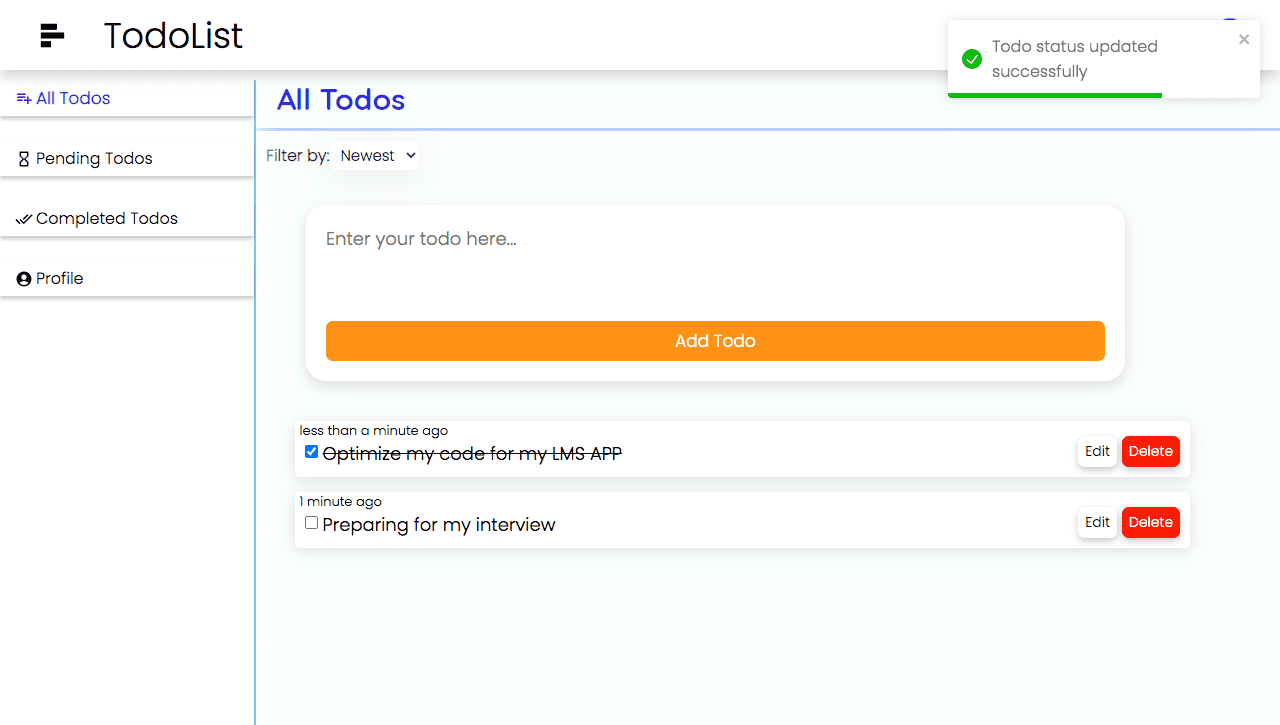 TodoList
Todo status updated
successfully
All Todos
Pending Todos
Completed Todos
Profile
All Todos
Filter by: Newest
Enter your todo here...
Add Todo
less than a minute ago
Optimize my code for my LMS APP
Edit Delete
1 minute ago
Preparing for my interview
Edit Delete